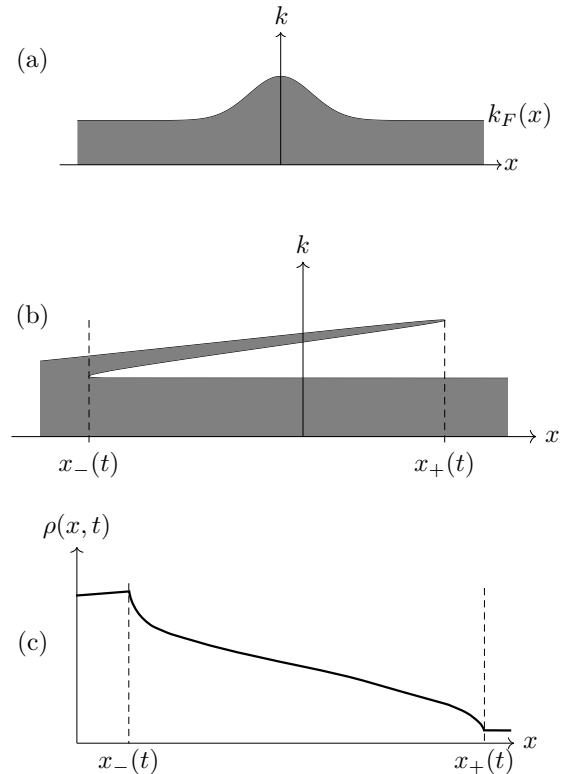 k
(a)
k_F(x)
x
k
(b)
x
x_−(t)
x_+(t)
ρ(x, t)
(c)
x
x_−(t)
x_+(t)